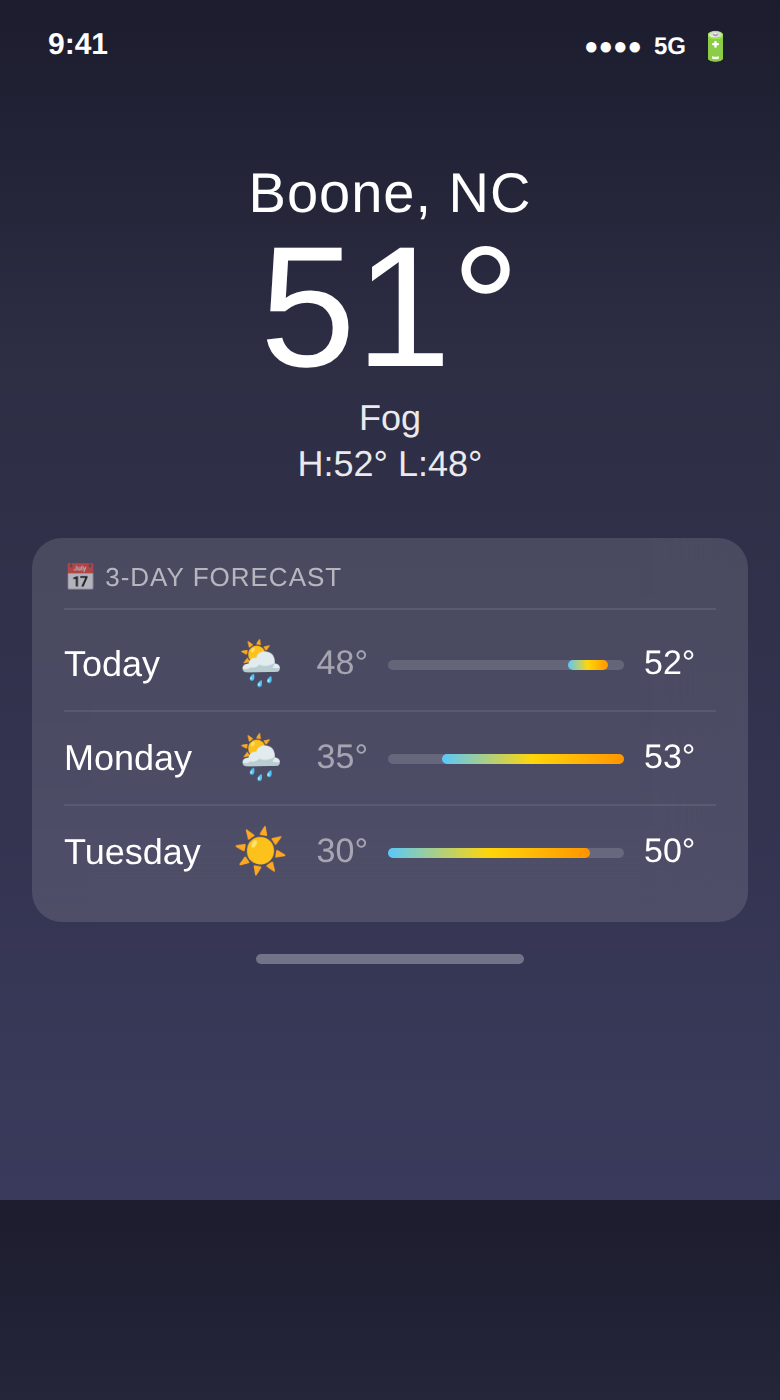 9:41 ●●●● 5G
Boone, NC
51°
Fog
H:52° L:48°
3-DAY FORECAST
Today 48° 52°
Monday 35° 53°
Tuesday 30° 50°